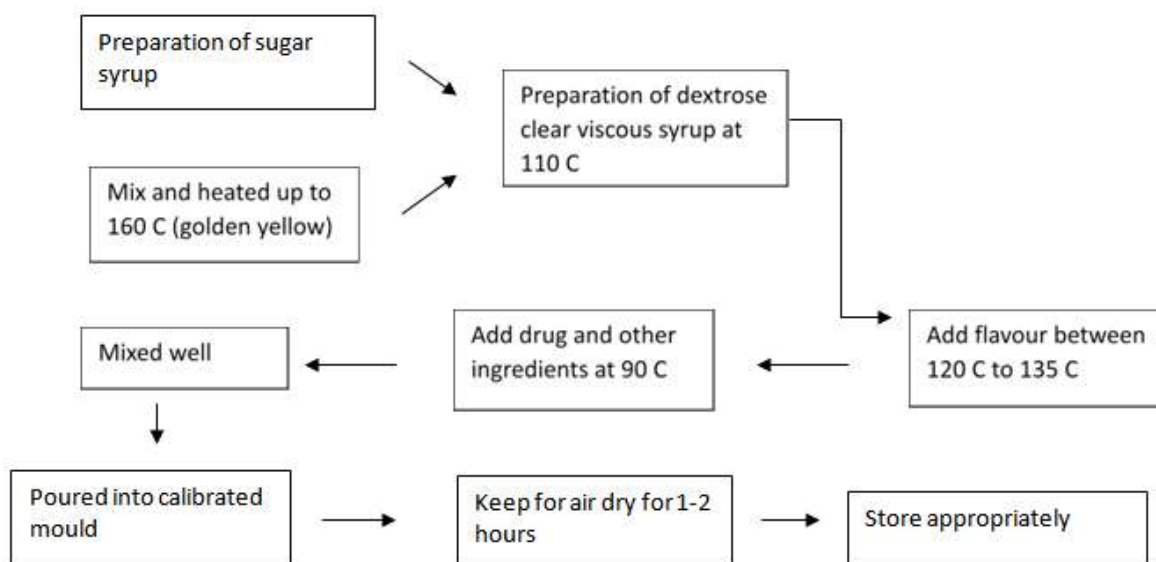 Preparation of sugar
syrup
Preparation of dextrose
clear viscous syrup at
110 C
Mix and heated up to
160 C (golden yellow)
Mixed well
Add drug and other
ingredients at 90 C
Add flavour between
120 C to 135 C
Poured into calibrated
mould
Keep for air dry for 1-2
hours
Store appropriately